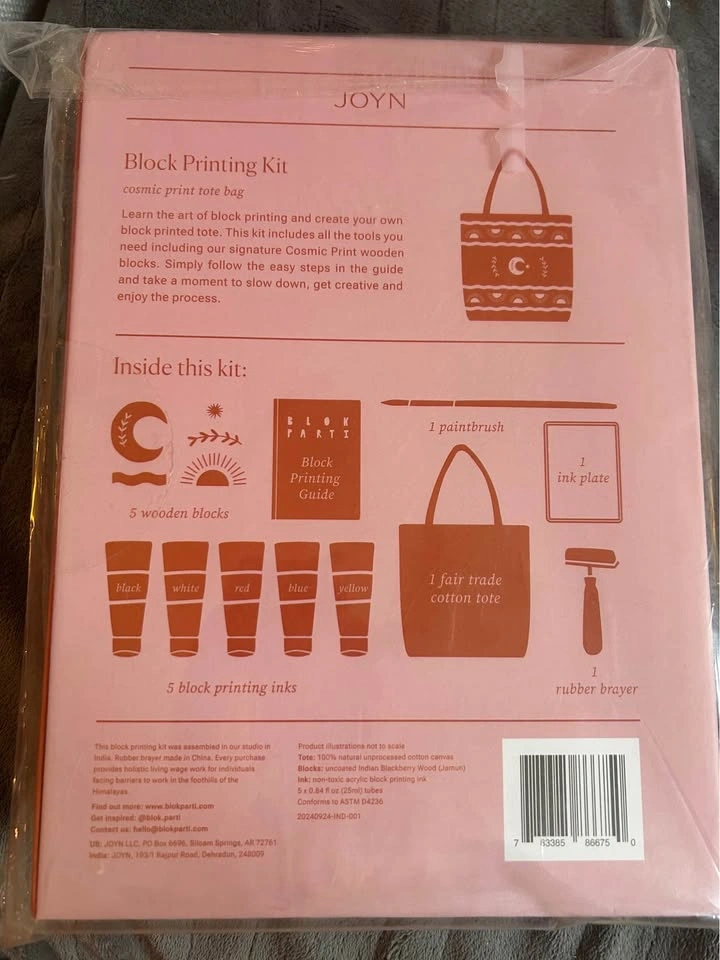 JOYN
Block Printing Kit
cosmic print tote bag
Learn the art of block printing and create your own
block printed tote. This kit includes all the tools you
need including our signature Cosmic Print wooden
blocks. Simply follow the easy steps in the guide
and take a moment to slow down, get creative and
enjoy the process.
Inside this kit:
5 wooden blocks
BLOK
PARTI
Block
Printing
Guide
1 paintbrush
1
ink plate
black
white
red
blue
yellow
5 block printing inks
1 fair trade
cotton tote
1
rubber brayer
This block printing kit was assembled in our studio in
India. Rubber brayer made in China. Every purchase
provides holistic living wage work for individuals
facing barriers to work in the foothills of the
Himalayas.
Find out more: www.blokparti.com
Get inspired: @blok.parti
Contact us: hello@blokparti.com
US: JOYN LLC, PO Box 6696, Siloam Springs, AR 72761
India: JOYN, 193/1 Rajpur Road, Dehradun, 248009
Product illustrations not to scale
Tote: 100% natural unprocessed cotton canvas
Blocks: uncoated Indian Blackberry Wood (Jamun)
Ink: non-toxic acrylic block printing ink
5 x 0.84 fl oz (25ml) tubes
Conforms to ASTM D4236
20240924-IND-001
7 83385 86675 0